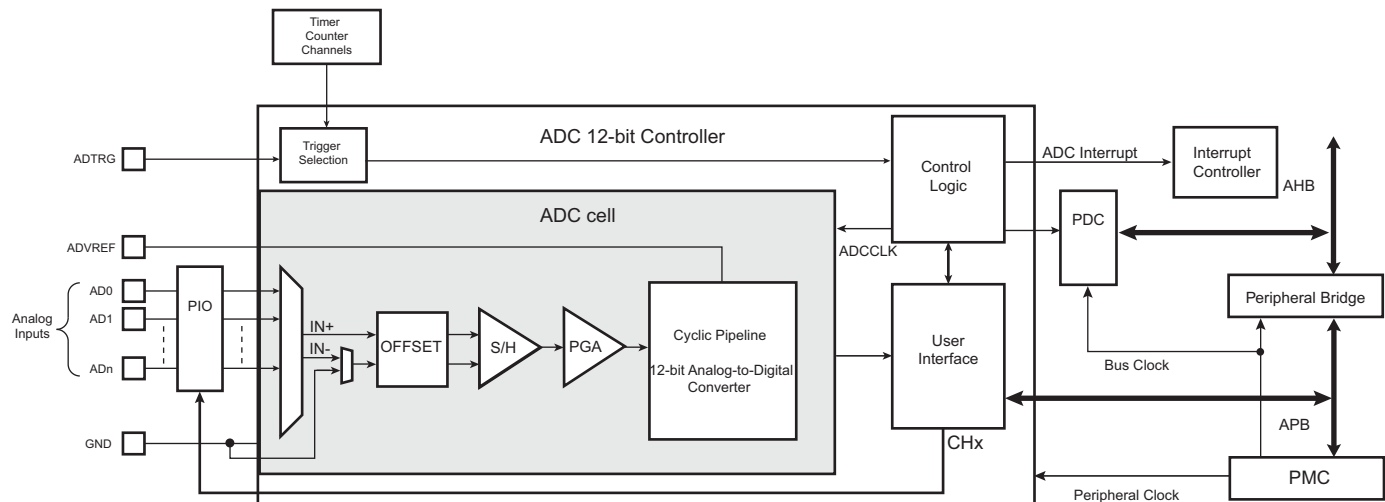 Timer
Counter
Channels
ADC 12-bit Controller
Trigger
Selection
ADTRG
Control
Logic
ADC Interrupt
Interrupt
Controller
AHB
ADC cell
PDC
ADVREF
ADCCLK
AD0
PIO
Analog
Inputs
AD1
ADn
IN+
IN-
OFFSET
S/H
PGA
Cyclic Pipeline
12-bit Analog-to-Digital
Converter
User
Interface
Peripheral Bridge
Bus Clock
APB
GND
CHx
PMC
Peripheral Clock